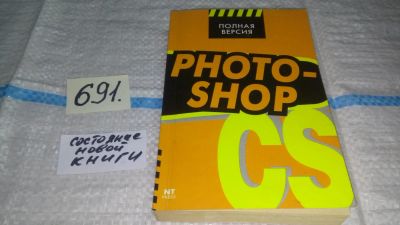 ПОЛНАЯ
ВЕРСИЯ
PHOTO-
SHOP
CS
NT
PRESS
691.
состояние
новой
книги